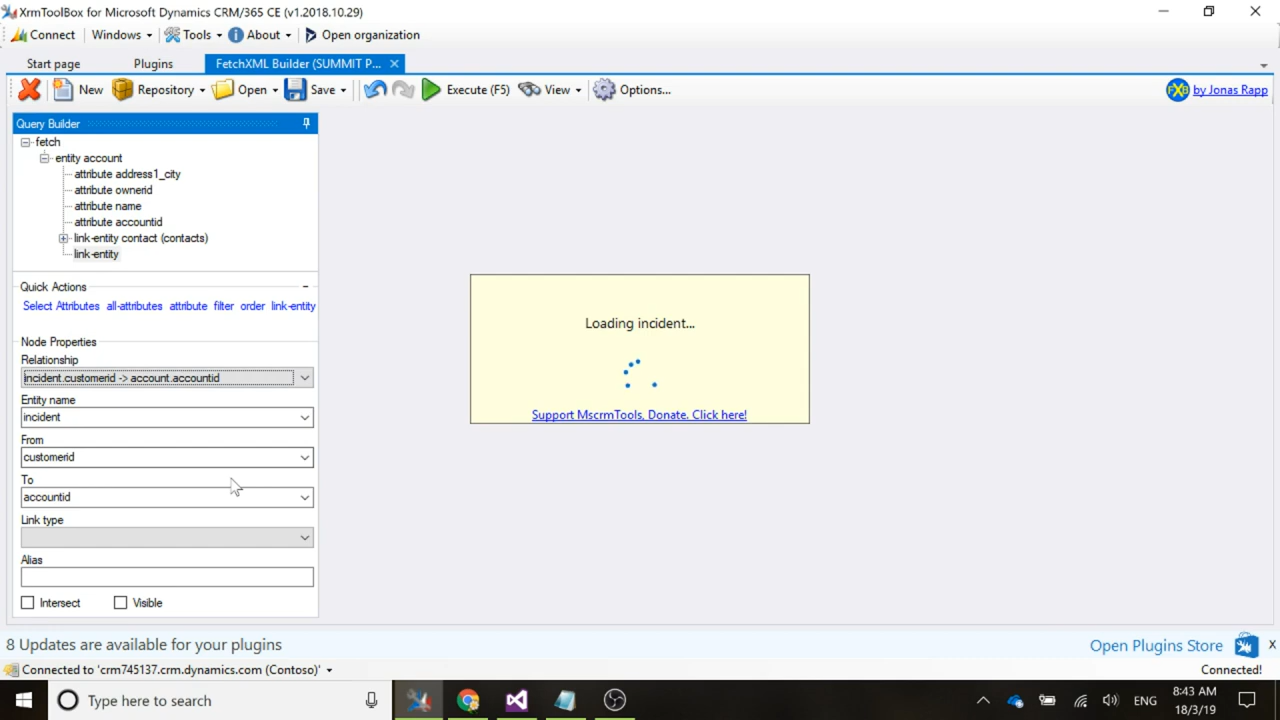 XrmToolBox for Microsoft Dynamics CRM/365 CE (v1.2018.10.29)
Connect Windows Tools About Open organization
Start page Plugins FetchXML Builder (SUMMIT P... ×
New Repository Open Save Execute (F5) View Options... FXB by Jonas Rapp
Query Builder
fetch
entity account
attribute address1_city
attribute ownerid
attribute name
attribute accountid
link-entity contact (contacts)
link-entity
Quick Actions -
Select Attributes all-attributes attribute filter order link-entity
Node Properties
Relationship
incident.customerid -> account.accountid
Entity name
incident
From
customerid
To
accountid
Link type
Alias
Intersect Visible
Loading incident...
Support MscrmTools, Donate. Click here!
8 Updates are available for your plugins Open Plugins Store X
Connected to 'crm745137.crm.dynamics.com (Contoso)' Connected!
Type here to search ENG 8:43 AM
18/3/19